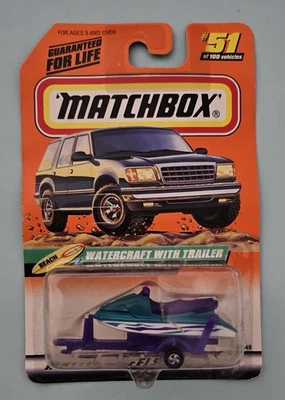 FOR AGES 3 AND OVER
GUARANTEED
FOR LIFE
#51
of 100 vehicles
MATCHBOX®
BEACH
WATERCRAFT WITH TRAILER